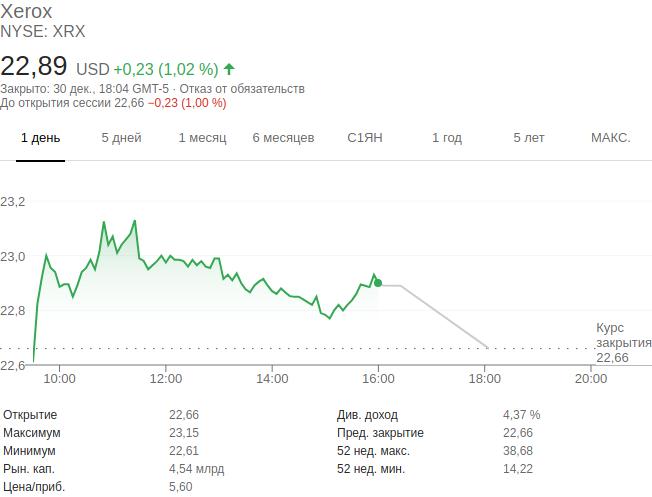 Xerox
NYSE: XRX
22,89 USD +0,23 (1,02 %)
Закрыто: 30 дек., 18:04 GMT-5 · Отказ от обязательств
До открытия сессии 22,66 −0,23 (1,00 %)
1 день 5 дней 1 месяц 6 месяцев С1ЯН 1 год 5 лет МАКС.
23,2
23,0
22,8
22,6
Курс
закрытия
22,66
10:00 12:00 14:00 16:00 18:00 20:00
Открытие 22,66 Див. доход 4,37 %
Максимум 23,15 Пред. закрытие 22,66
Минимум 22,61 52 нед. макс. 38,68
Рын. кап. 4,54 млрд 52 нед. мин. 14,22
Цена/приб. 5,60